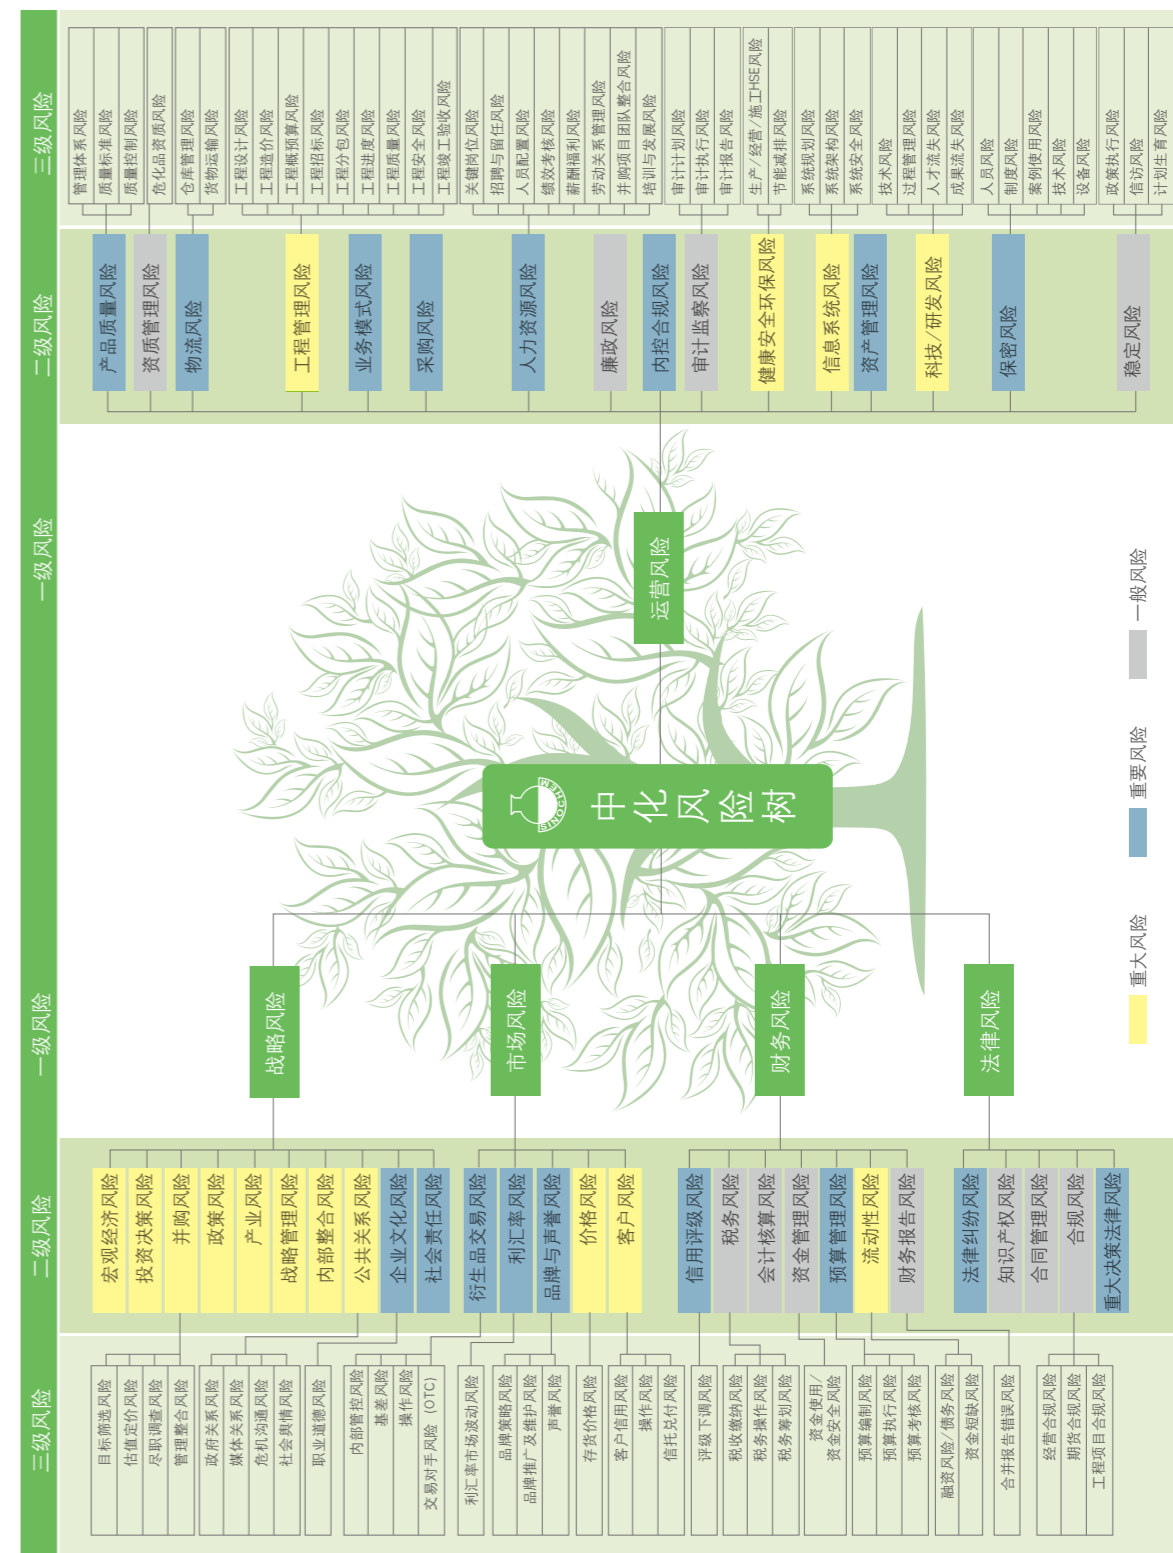 三级风险
二级风险
一级风险
一级风险
二级风险
三级风险
中化风险树
SINOCHEM
战略风险
市场风险
财务风险
法律风险
运营风险
宏观经济风险
投资决策风险
并购风险
政策风险
产业风险
战略管理风险
内部整合风险
公共关系风险
企业文化风险
社会责任风险
衍生品交易风险
利汇率风险
品牌与声誉风险
价格风险
客户风险
信用评级风险
税务风险
会计核算风险
资金管理风险
预算管理风险
流动性风险
财务报告风险
法律纠纷风险
知识产权风险
合同管理风险
合规风险
重大决策法律风险
目标筛选风险
估值定价风险
尽职调查风险
管理整合风险
政府关系风险
媒体关系风险
危机沟通风险
社会舆情风险
职业道德风险
内部管控风险
基差风险
操作风险
交易对手风险（OTC）
利汇率市场波动风险
品牌策略风险
品牌推广及维护风险
声誉风险
存货价格风险
客户信用风险
操作风险
信托兑付风险
评级下调风险
税收缴纳风险
税务操作风险
税务筹划风险
资金使用/
资金安全风险
预算编制风险
预算执行风险
预算考核风险
融资风险/债务风险
资金短缺风险
合并报告错误风险
经营合规风险
期货合规风险
工程项目合规风险
产品质量风险
资质管理风险
物流风险
工程管理风险
业务模式风险
采购风险
人力资源风险
廉政风险
内控合规风险
审计监察风险
健康安全环保风险
信息系统风险
资产管理风险
科技/研发风险
保密风险
稳定风险
管理体系风险
质量标准风险
质量控制风险
危化品资质风险
仓库管理风险
货物运输风险
工程设计风险
工程造价风险
工程概预算风险
工程招标风险
工程分包风险
工程进度风险
工程质量风险
工程安全风险
工程竣工验收风险
关键岗位风险
招聘与留任风险
人员配置风险
绩效考核风险
薪酬福利风险
劳动关系管理风险
并购项目团队整合风险
培训与发展风险
审计计划风险
审计执行风险
审计报告风险
生产/经营/施工HSE风险
节能减排风险
系统规划风险
系统架构风险
系统安全风险
技术风险
过程管理风险
人才流失风险
成果流失风险
人员风险
制度风险
案例使用风险
技术风险
设备风险
政策执行风险
信访风险
计划生育风险
重大风险
重要风险
一般风险